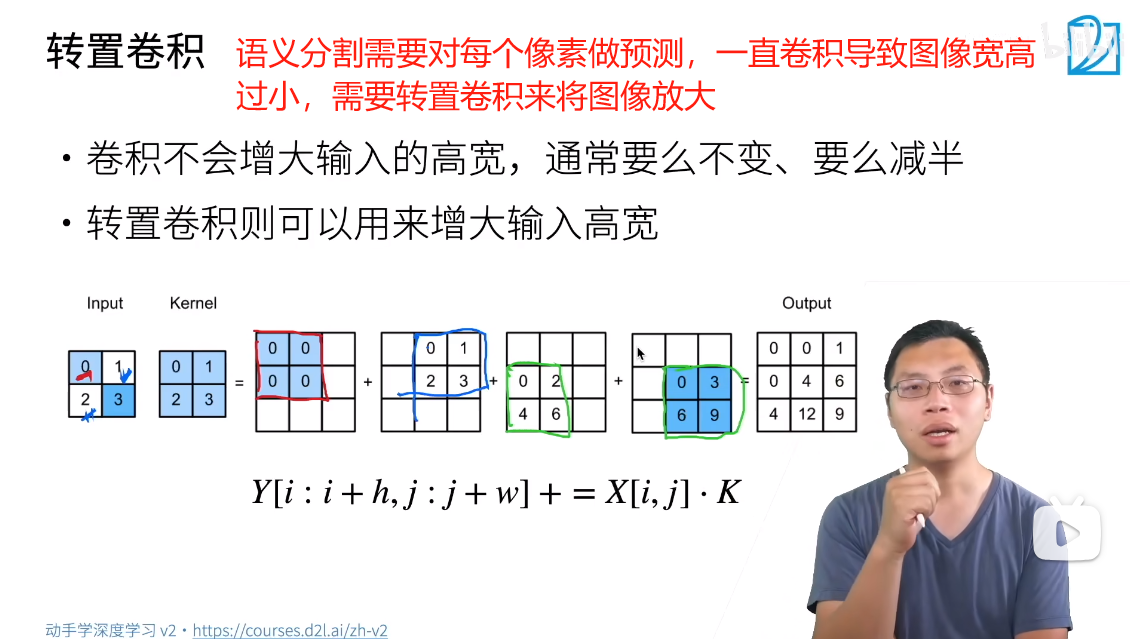 转置卷积
语义分割需要对每个像素做预测，一直卷积导致图像宽高
过小，需要转置卷积来将图像放大
• 卷积不会增大输入的高宽，通常要么不变、要么减半
• 转置卷积则可以用来增大输入高宽
Input Kernel Output
0 0 0 1 0 0 1
0 1 0 1 0 0 2 3 0 2 0 3 0 4 6
2 3 2 3 = + + 4 6 + 6 9 = 4 12 9
Y[i : i + h, j : j + w] + = X[i, j] · K
动手学深度学习 v2 • https://courses.d2l.ai/zh-v2